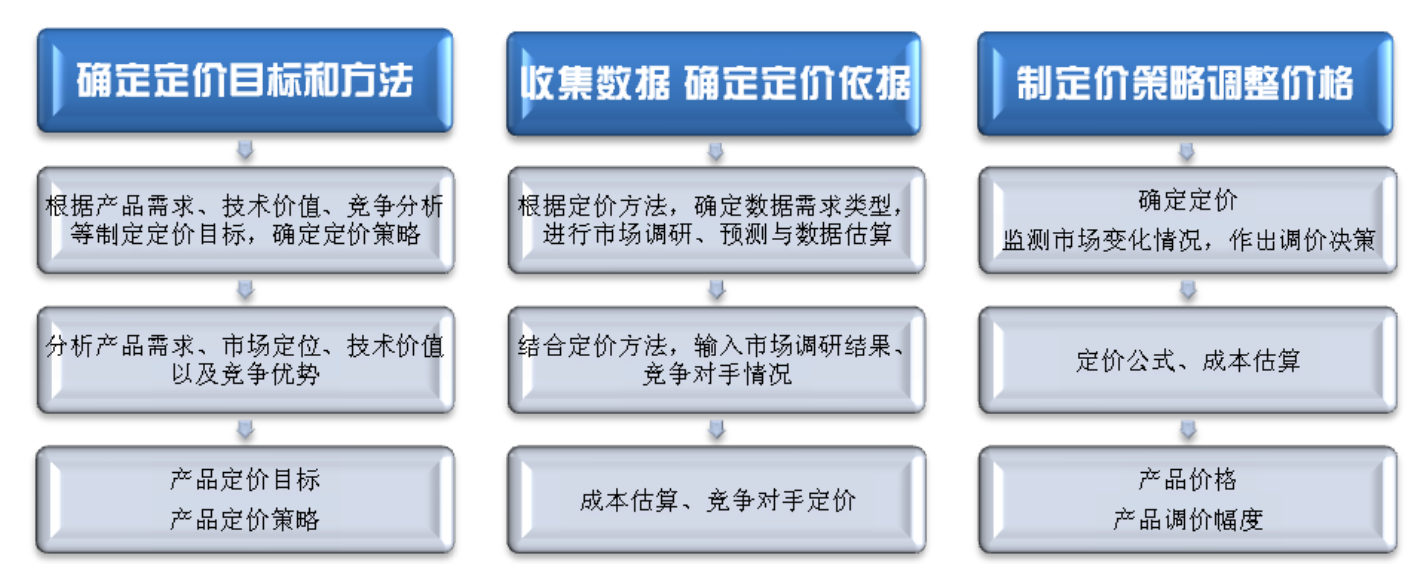 确定定价目标和方法
根据产品需求、技术价值、竞争分析
等制定定价目标，确定定价策略
分析产品需求、市场定位、技术价值
以及竞争优势
产品定价目标
产品定价策略
收集数据 确定定价依据
根据定价方法，确定数据需求类型，
进行市场调研、预测与数据估算
结合定价方法，输入市场调研结果、
竞争对手情况
成本估算、竞争对手定价
制定价策略调整价格
确定定价
监测市场变化情况，作出调价决策
定价公式、成本估算
产品价格
产品调价幅度